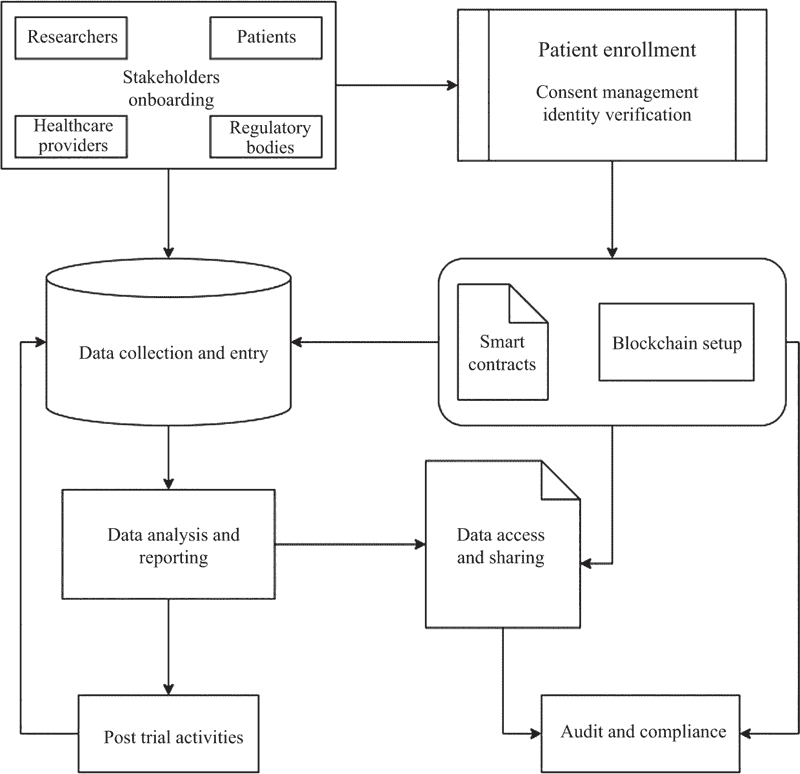 Researchers
Patients
Stakeholders
onboarding
Healthcare
providers
Regulatory
bodies
Patient enrollment
Consent management
identity verification
Data collection and entry
Smart
contracts
Blockchain setup
Data analysis and
reporting
Data access
and sharing
Post trial activities
Audit and compliance